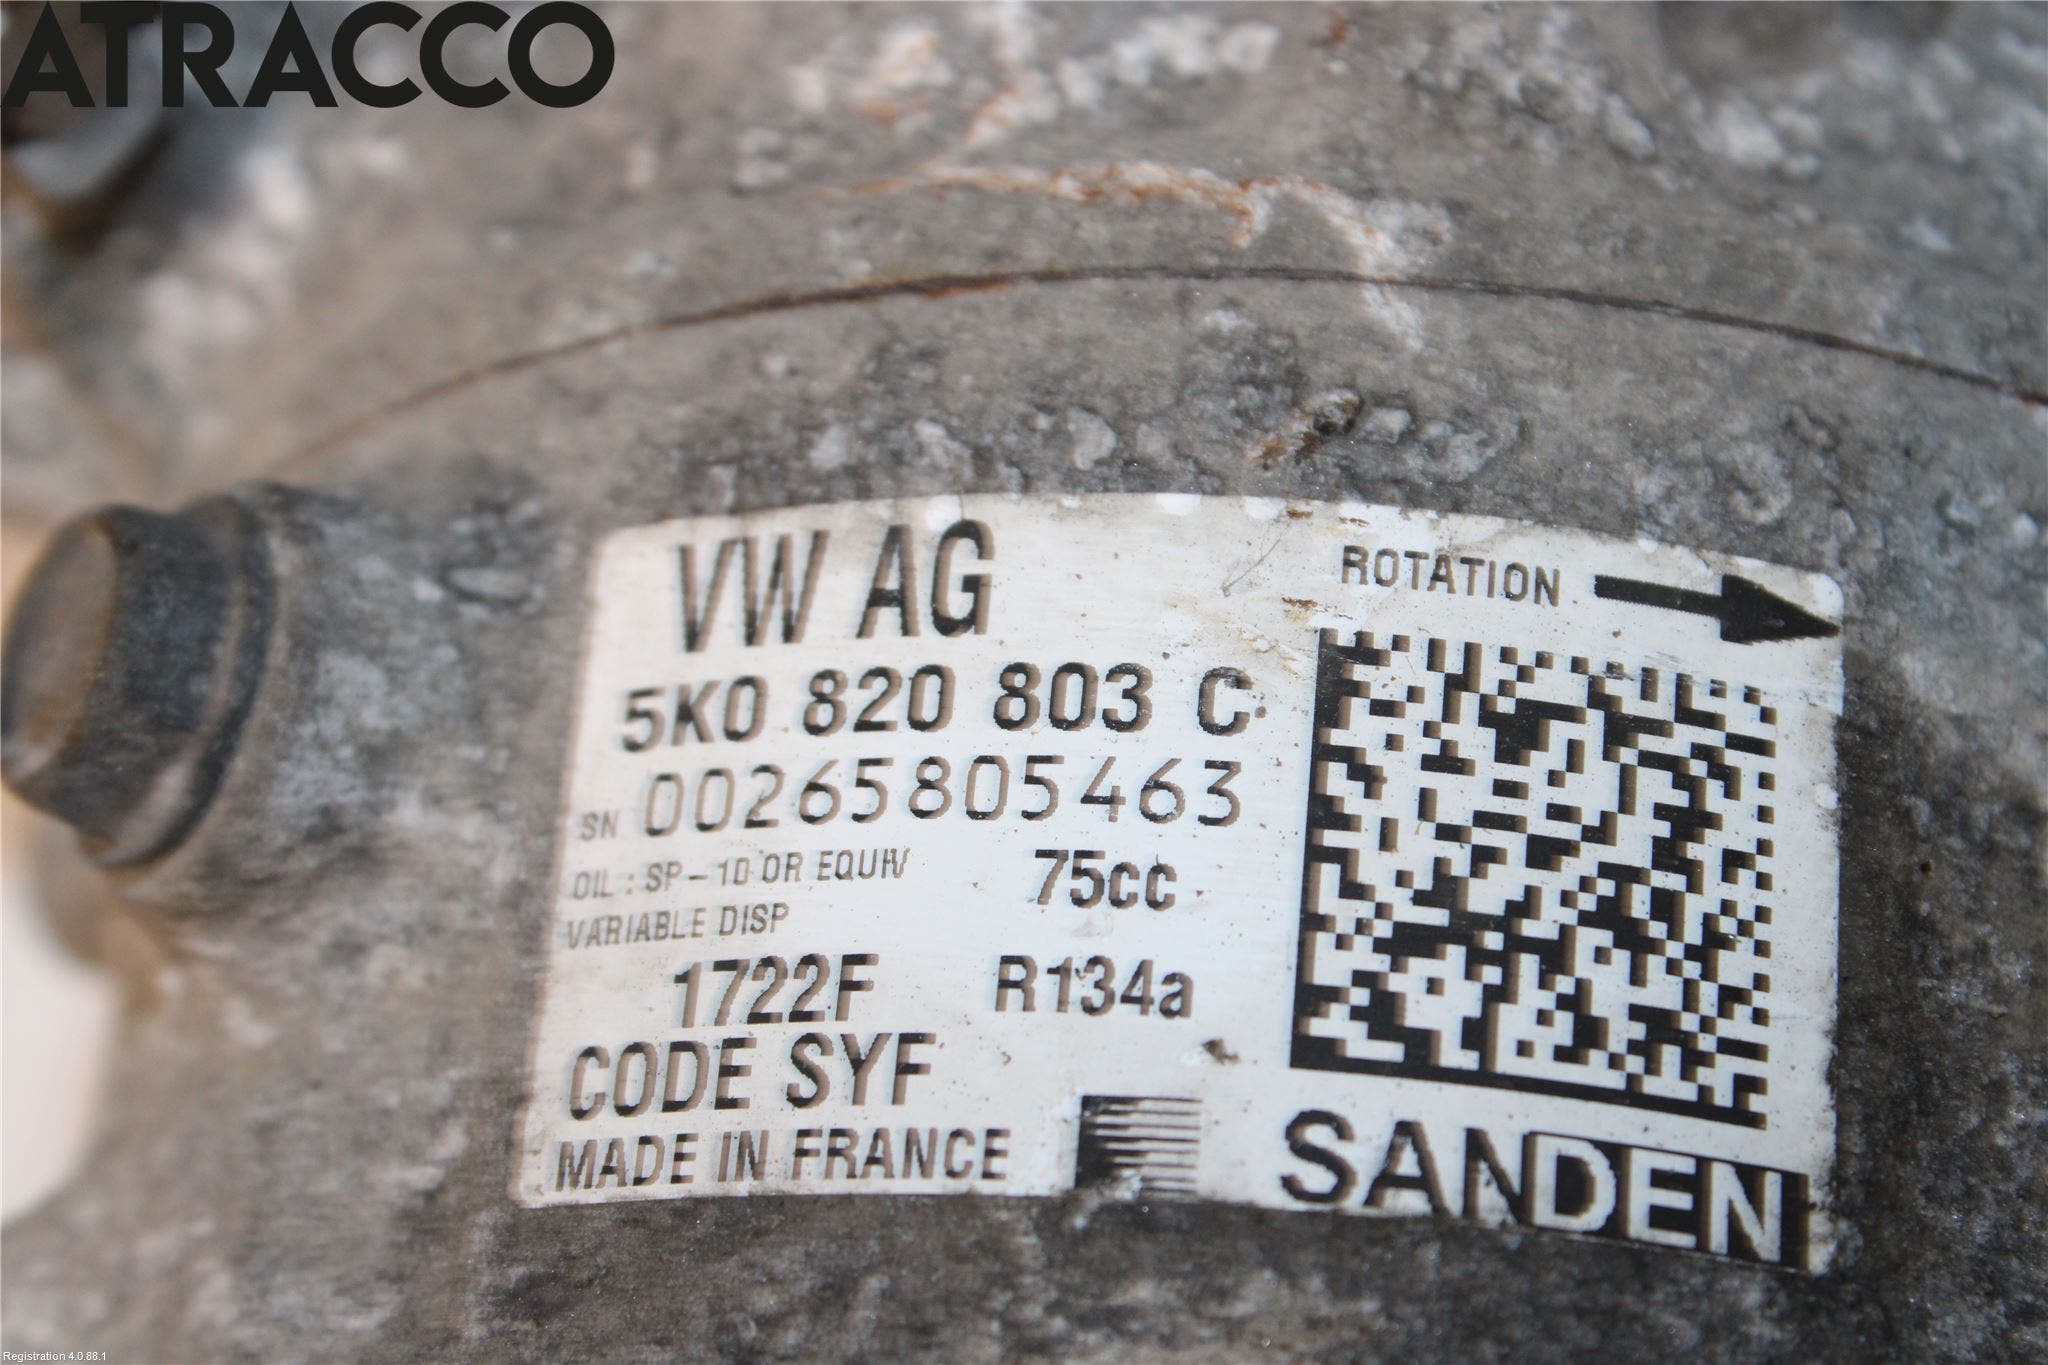 ATRACCO
VW AG
ROTATION
5K0 820 803 C
SN 00265805463
OIL : SP-10 OR EQUIV 75cc
VARIABLE DISP
1722F R134a
CODE SYF
MADE IN FRANCE
SANDEN
Registration 4.0.88.1